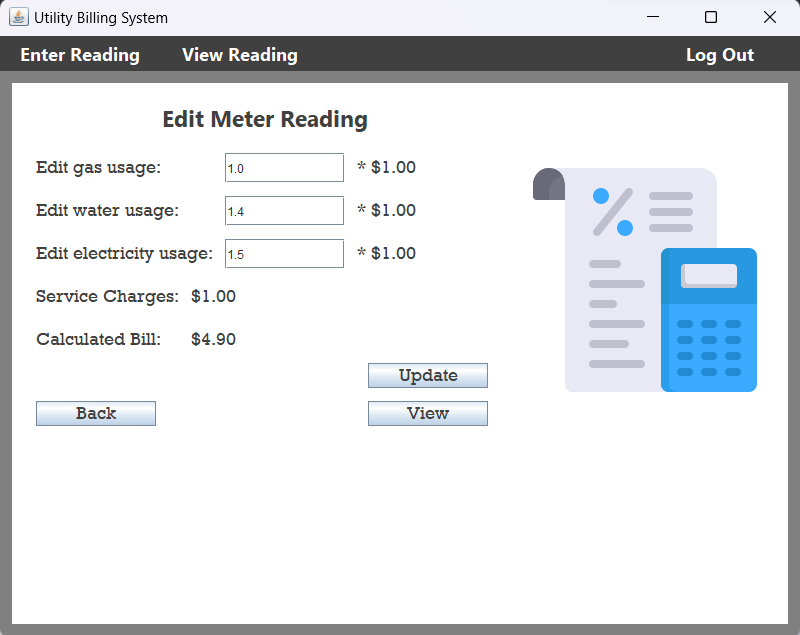 Utility Billing System
Enter Reading View Reading Log Out
Edit Meter Reading
Edit gas usage: 1.0 * $1.00
Edit water usage: 1.4 * $1.00
Edit electricity usage: 1.5 * $1.00
Service Charges: $1.00
Calculated Bill: $4.90
Update
Back View